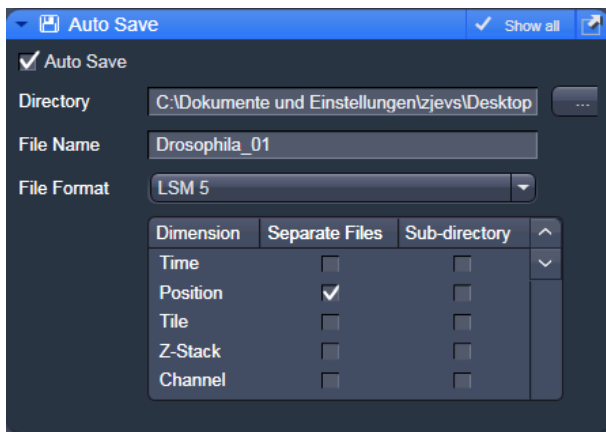 Auto Save Show all
Auto Save
Directory C:\Dokumente und Einstellungen\zjevs\Desktop ...
File Name Drosophila_01
File Format LSM 5
Dimension Separate Files Sub-directory
Time
Position
Tile
Z-Stack
Channel